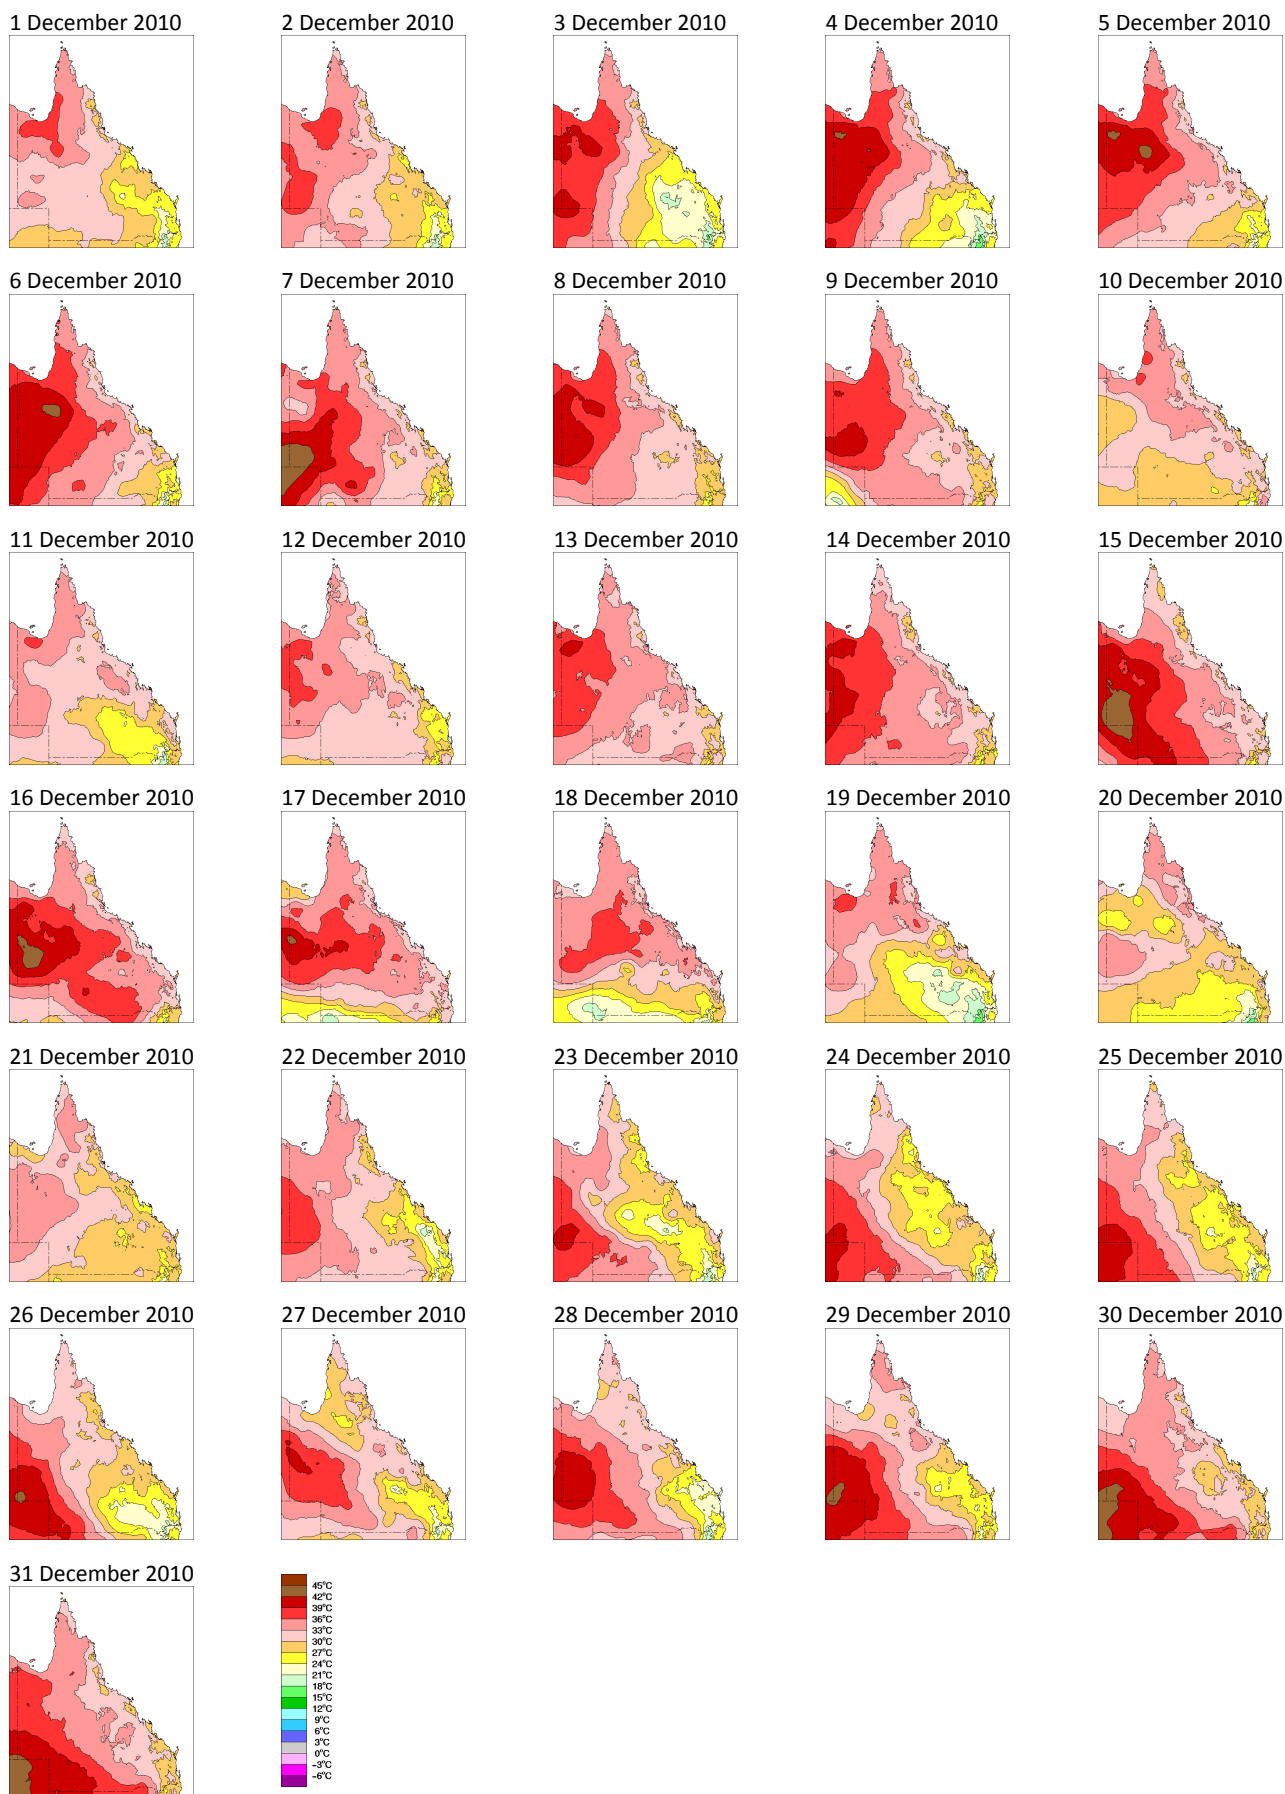 1 December 2010
2 December 2010
3 December 2010
4 December 2010
5 December 2010
6 December 2010
7 December 2010
8 December 2010
9 December 2010
10 December 2010
11 December 2010
12 December 2010
13 December 2010
14 December 2010
15 December 2010
16 December 2010
17 December 2010
18 December 2010
19 December 2010
20 December 2010
21 December 2010
22 December 2010
23 December 2010
24 December 2010
25 December 2010
26 December 2010
27 December 2010
28 December 2010
29 December 2010
30 December 2010
31 December 2010
45°C
42°C
39°C
36°C
33°C
30°C
27°C
24°C
21°C
18°C
15°C
12°C
9°C
6°C
3°C
0°C
-3°C
-6°C